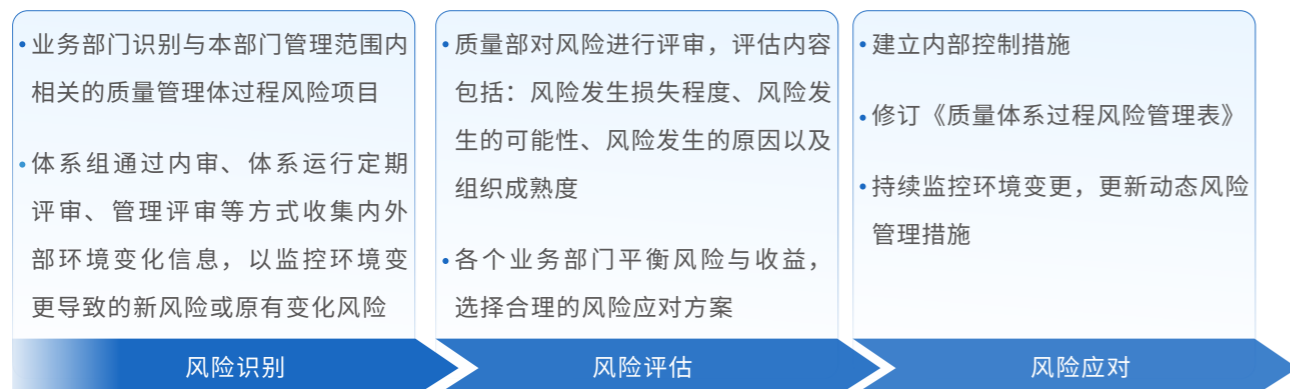 • 业务部门识别与本部门管理范围内
相关的质量管理体过程风险项目
• 体系组通过内审、体系运行定期
评审、管理评审等方式收集内外
部环境变化信息，以监控环境变
更导致的新风险或原有变化风险
风险识别
• 质量部对风险进行评审，评估内容
包括：风险发生损失程度、风险发
生的可能性、风险发生的原因以及
组织成熟度
• 各个业务部门平衡风险与收益，
选择合理的风险应对方案
风险评估
• 建立内部控制措施
• 修订《质量体系过程风险管理表》
• 持续监控环境变更，更新动态风险
管理措施
风险应对